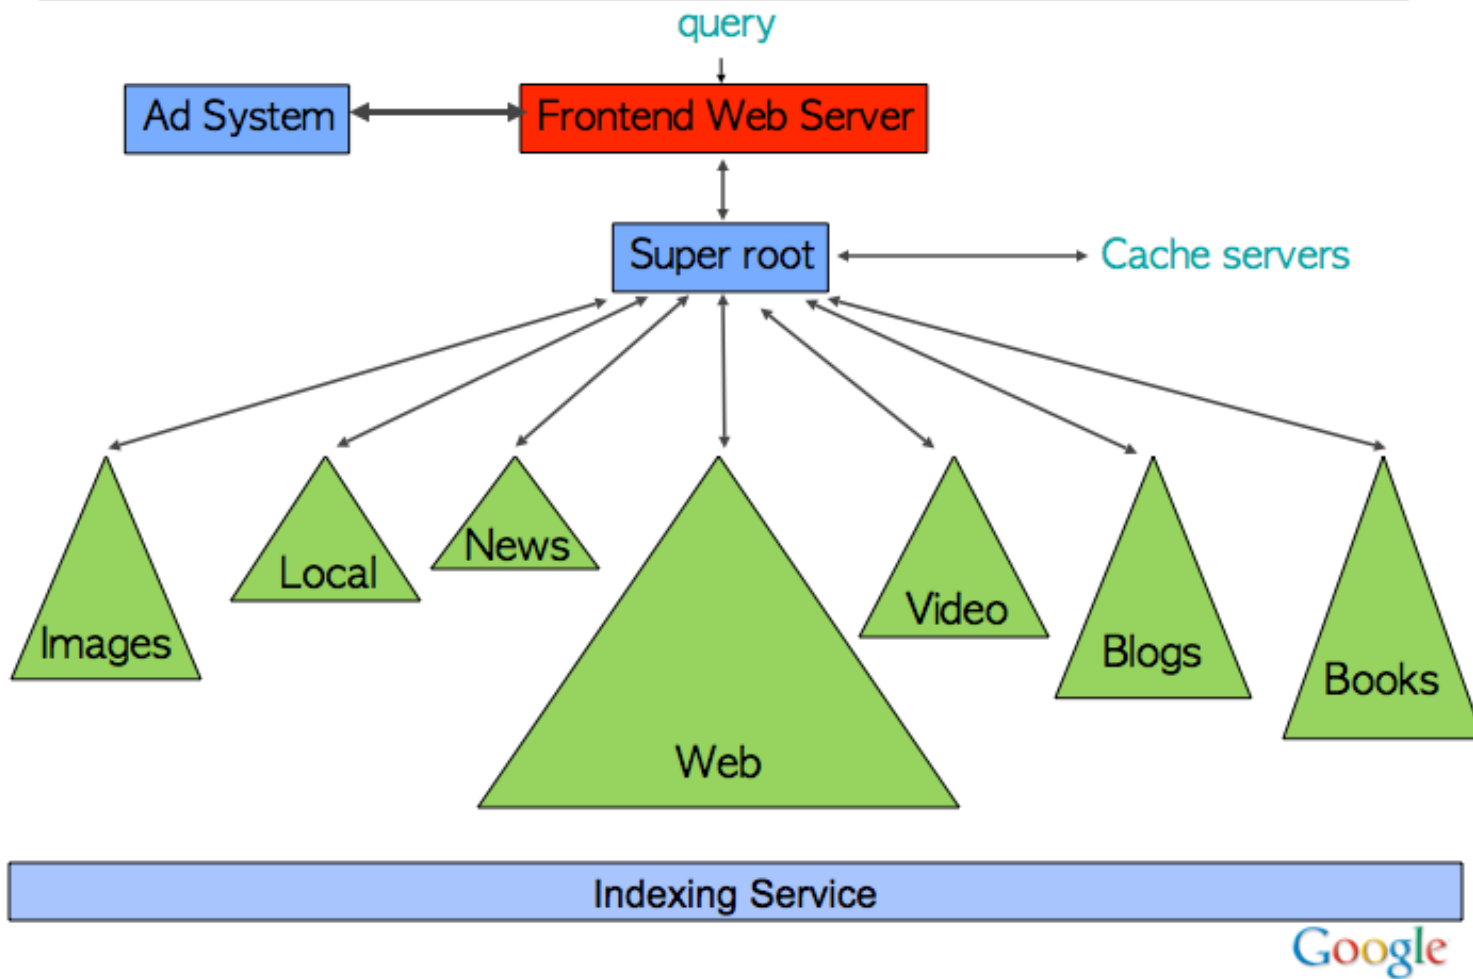 query
Ad System
Frontend Web Server
Super root
Cache servers
Images
Local
News
Web
Video
Blogs
Books
Indexing Service
Google